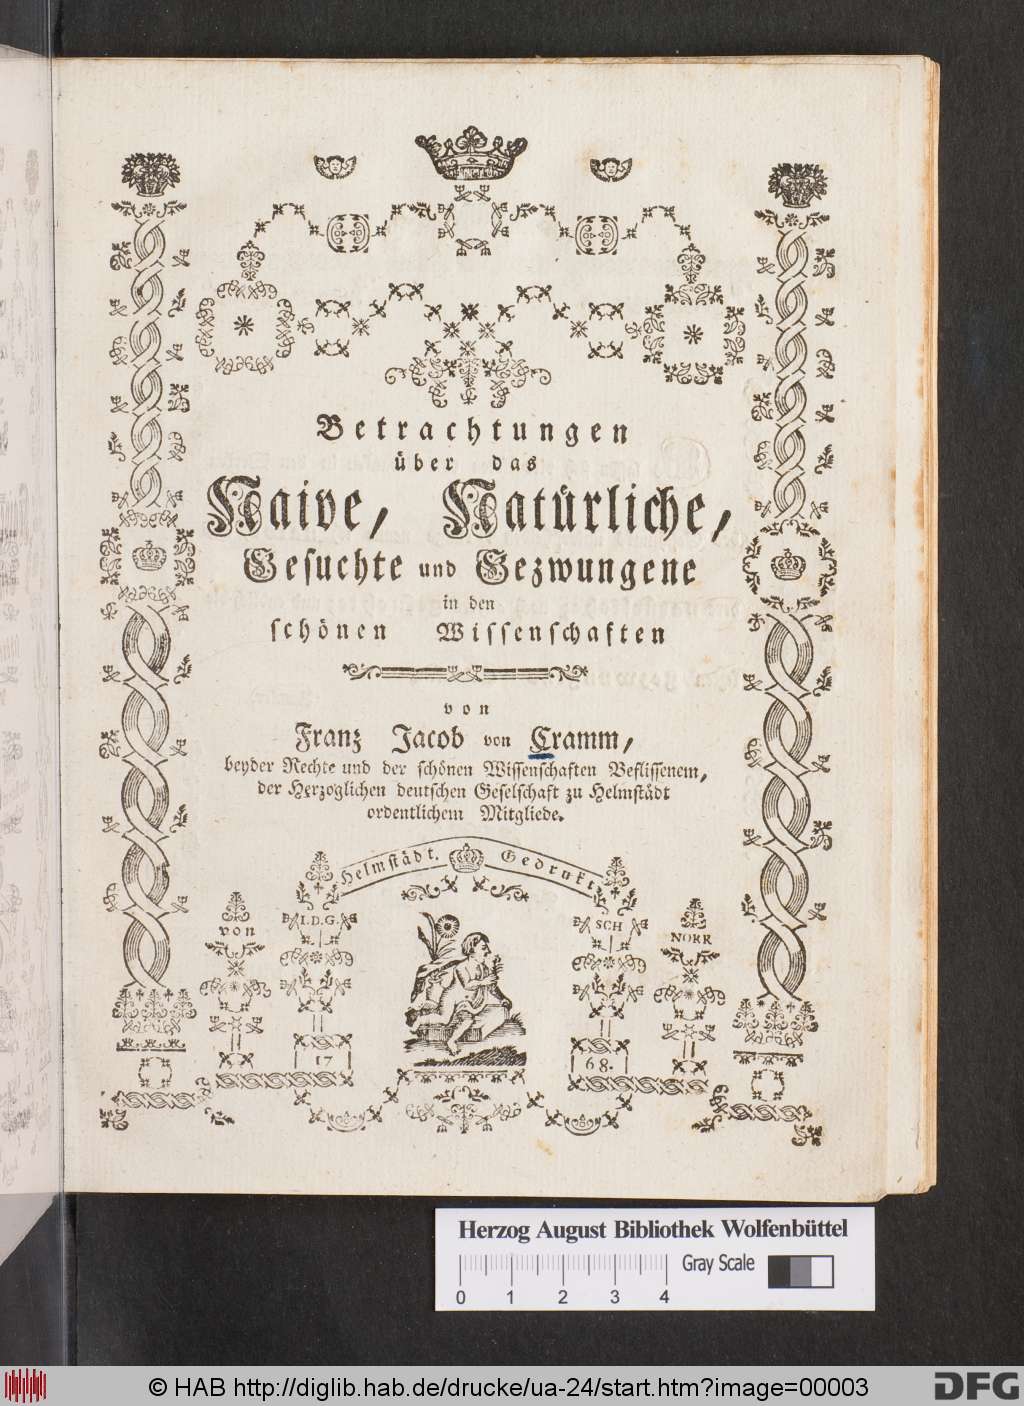 Betrachtungen
über das
Naive, Natürliche,
Gesuchte und Gezwungene
in den
schönen Wissenschaften
von
Franz Jacob von Cramm,
beyder Rechte und der schönen Wissenschaften Beflissenem,
der Herzoglichen deutschen Geselschaft zu Helmstädt
ordentlichem Mitgliede.
Helmstädt. Gedrukt
von I.D.G. SCH NORR
17 68.
Herzog August Bibliothek Wolfenbüttel
Gray Scale
0 1 2 3 4
© HAB http://diglib.hab.de/drucke/ua-24/start.htm?image=00003
DFG